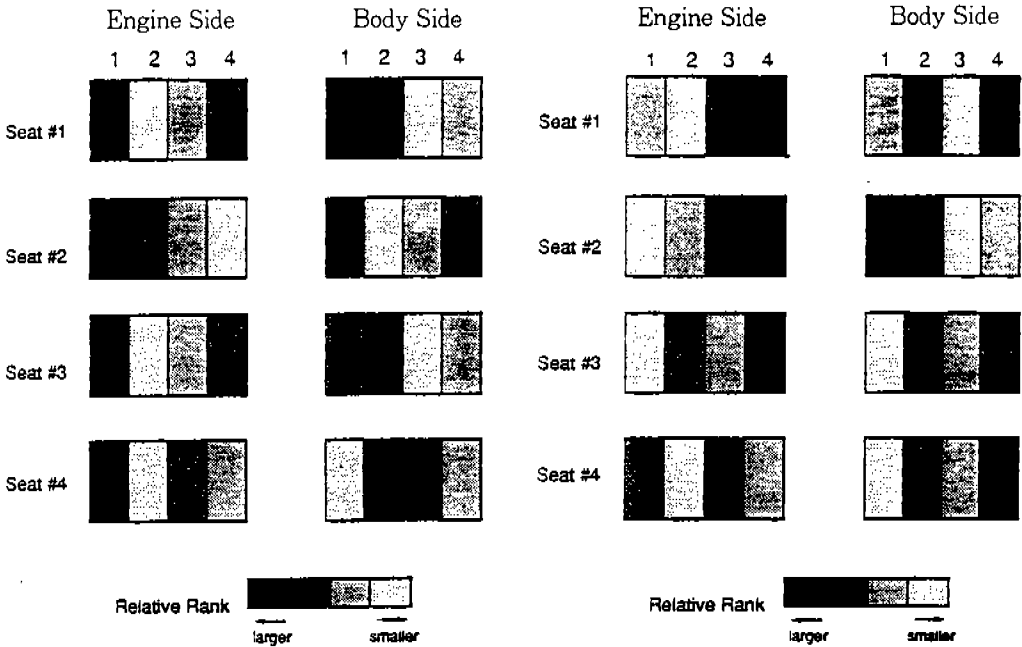 Engine Side Body Side Engine Side Body Side
1 2 3 4 1 2 3 4 1 2 3 4 1 2 3 4
Seat #1 Seat #1
Seat #2 Seat #2
Seat #3 Seat #3
Seat #4 Seat #4
Relative Rank Relative Rank
larger smaller larger smaller